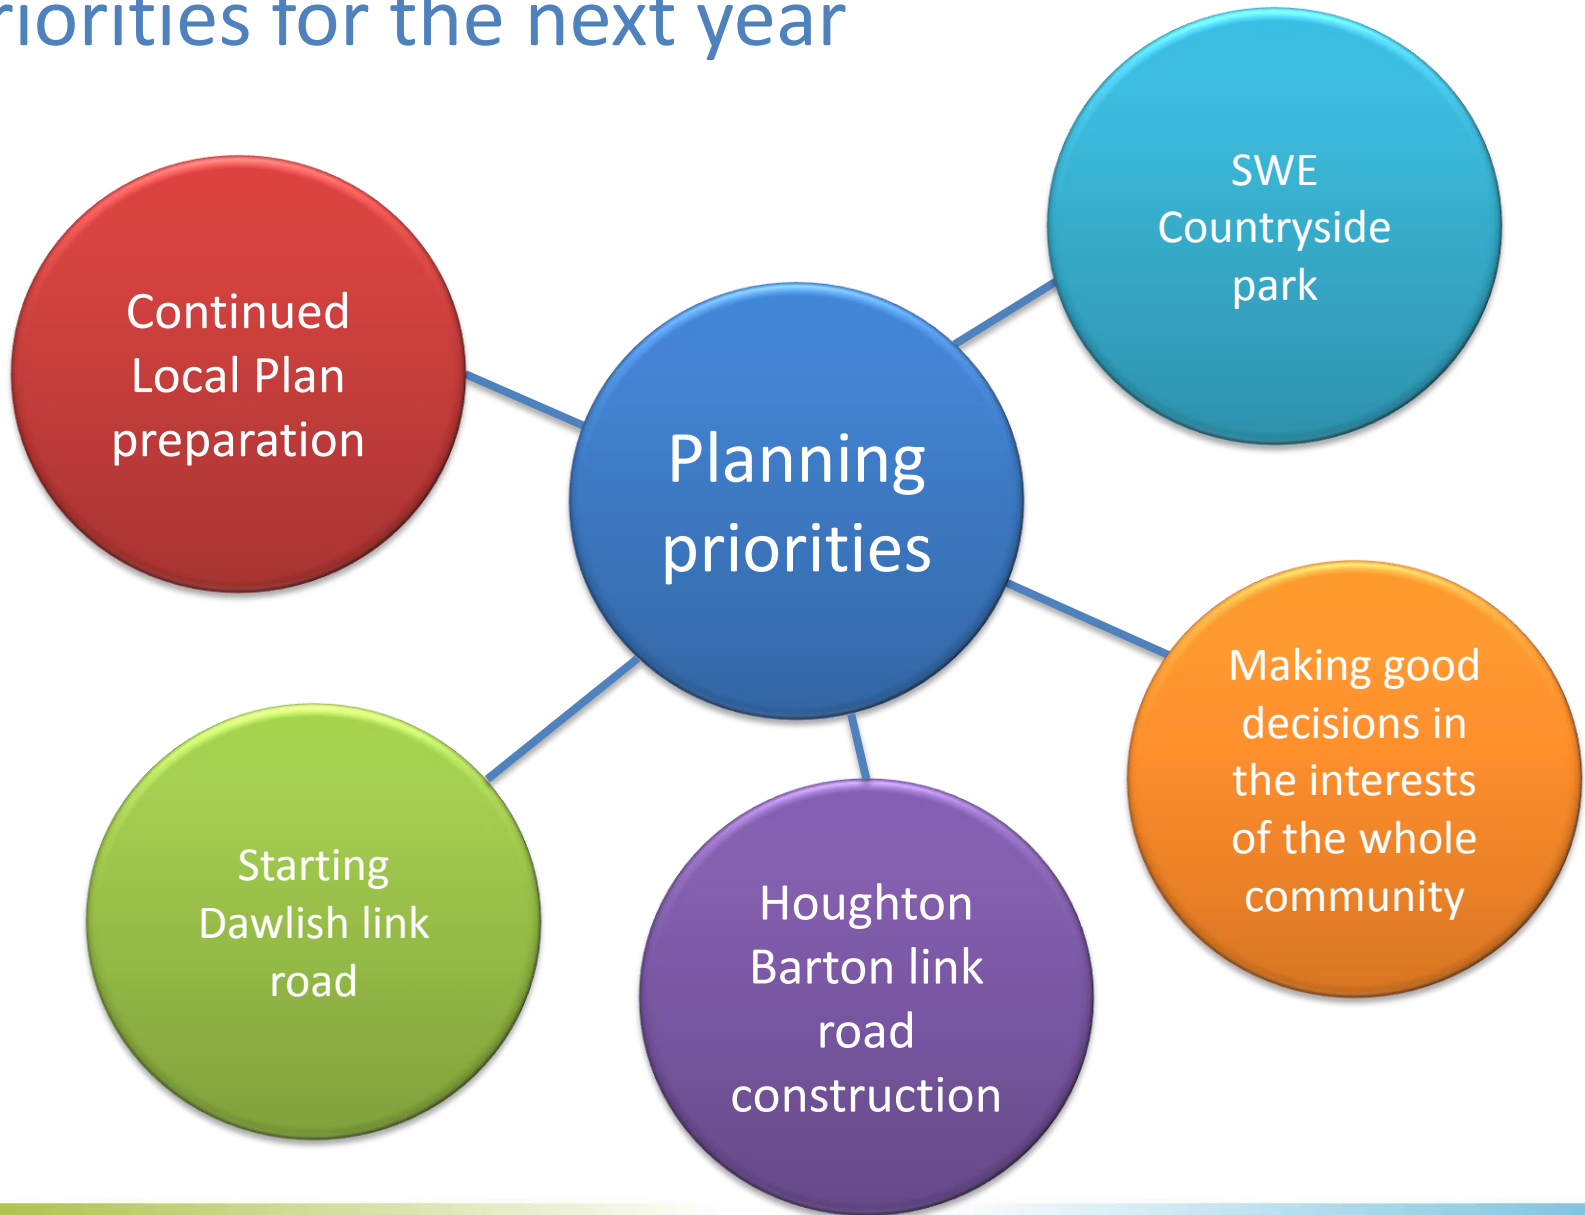 riorities for the next year
SWE
Countryside
park
Continued
Local Plan
preparation
Planning
priorities
Making good
decisions in
the interests
of the whole
community
Starting
Dawlish link
road
Houghton
Barton link
road
construction